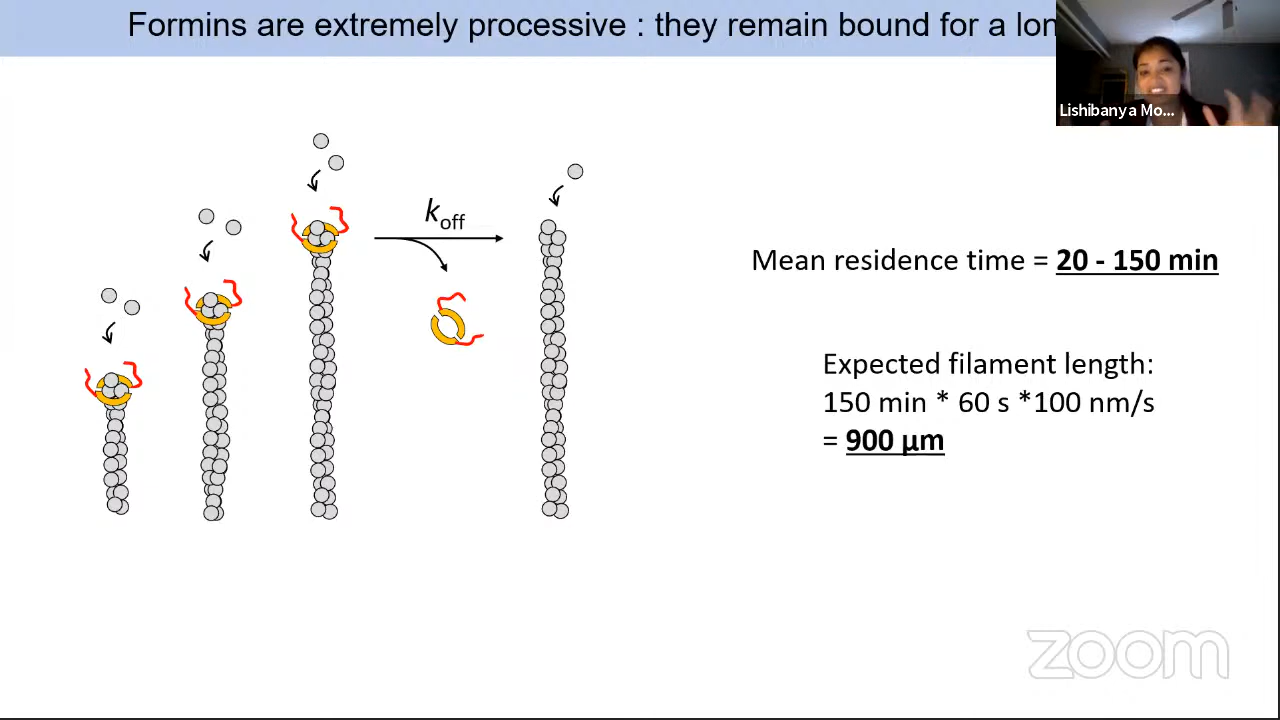 Formins are extremely processive : they remain bound for a lon
Lishibanya Mo...
koff
Mean residence time = 20 - 150 min
Expected filament length:
150 min * 60 s *100 nm/s
= 900 µm
zoom